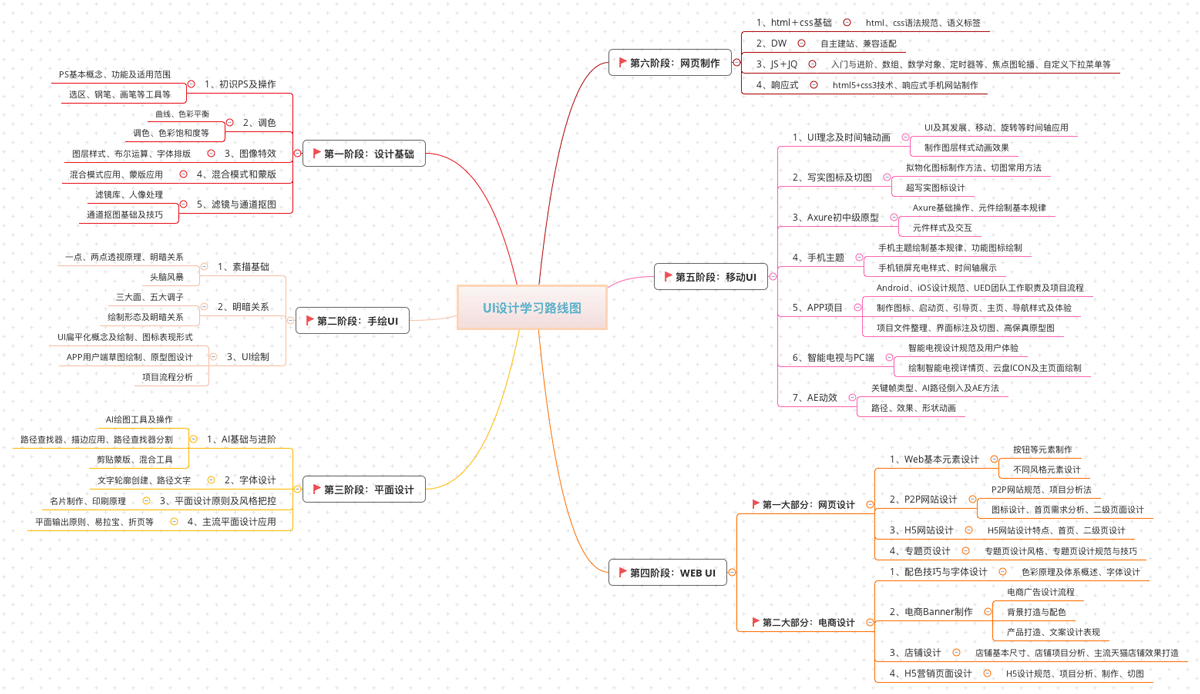 UI设计学习路线图
第一阶段：设计基础
1、初识PS及操作
PS基本概念、功能及适用范围
选区、钢笔、画笔等工具等
2、调色
曲线、色彩平衡
调色、色彩饱和度等
3、图像特效
图层样式、布尔运算、字体排版
4、混合模式和蒙版
混合模式应用、蒙版应用
5、滤镜与通道抠图
滤镜库、人像处理
通道抠图基础及技巧
第二阶段：手绘UI
1、素描基础
一点、两点透视原理、明暗关系
头脑风暴
2、明暗关系
三大面、五大调子
绘制形态及明暗关系
3、UI绘制
UI扁平化概念及绘制、图标表现形式
APP用户端草图绘制、原型图设计
项目流程分析
第三阶段：平面设计
1、AI基础与进阶
AI绘图工具及操作
路径查找器、描边应用、路径查找器分割
剪贴蒙版、混合工具
2、字体设计
文字轮廓创建、路径文字
3、平面设计原则及风格把控
名片制作、印刷原理
4、主流平面设计应用
平面输出原则、易拉宝、折页等
第六阶段：网页制作
1、html＋css基础
html、css语法规范、语义标签
2、DW
自主建站、兼容适配
3、JS＋JQ
入门与进阶、数组、数学对象、定时器等、焦点图轮播、自定义下拉菜单等
4、响应式
html5+css3技术、响应式手机网站制作
第五阶段：移动UI
1、UI理念及时间轴动画
UI及其发展、移动、旋转等时间轴应用
制作图层样式动画效果
2、写实图标及切图
拟物化图标制作方法、切图常用方法
超写实图标设计
3、Axure初中级原型
Axure基础操作、元件绘制基本规律
元件样式及交互
4、手机主题
手机主题绘制基本规律、功能图标绘制
手机锁屏充电样式、时间轴展示
5、APP项目
Android、iOS设计规范、UED团队工作职责及项目流程
制作图标、启动页、引导页、主页、导航样式及体验
项目文件整理、界面标注及切图、高保真原型图
6、智能电视与PC端
智能电视设计规范及用户体验
绘制智能电视详情页、云盘ICON及主页面绘制
7、AE动效
关键帧类型、AI路径倒入及AE方法
路径、效果、形状动画
第四阶段：WEB UI
第一大部分：网页设计
1、Web基本元素设计
按钮等元素制作
不同风格元素设计
2、P2P网站设计
P2P网站规范、项目分析法
图标设计、首页需求分析、二级页面设计
3、H5网站设计
H5网站设计特点、首页、二级页设计
4、专题页设计
专题页设计风格、专题页设计规范与技巧
第二大部分：电商设计
1、配色技巧与字体设计
色彩原理及体系概述、字体设计
2、电商Banner制作
电商广告设计流程
背景打造与配色
产品打造、文案设计表现
3、店铺设计
店铺基本尺寸、店铺项目分析、主流天猫店铺效果打造
4、H5营销页面设计
H5设计规范、项目分析、制作、切图